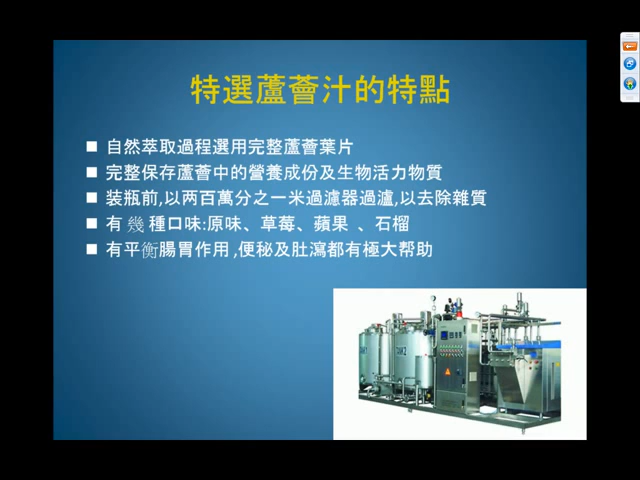 特選蘆薈汁的特點
■ 自然萃取過程選用完整蘆薈葉片
■ 完整保存蘆薈中的營養成份及生物活力物質
■ 装瓶前,以两百萬分之一米過濾器過瀘,以去除雜質
■ 有 幾 種口味:原味、草莓、蘋果 、石榴
■ 有平衡腸胃作用 ,便秘及肚瀉都有極大帮助